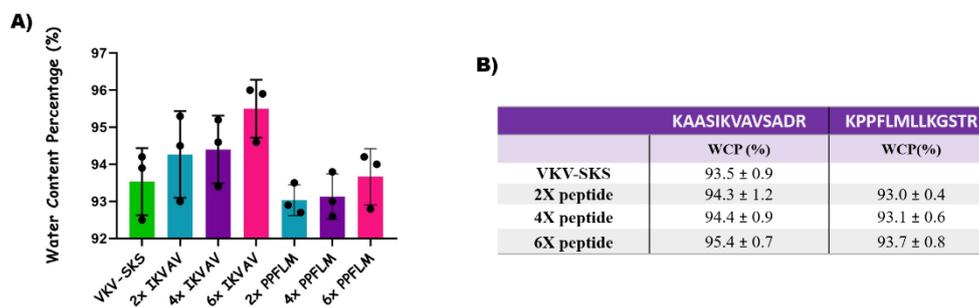 A)
Water Content Percentage (%)
97
96
95
94
93
92
VKV-SKS
2x IKVAV
4x IKVAV
6x IKVAV
2x PPFLM
4x PPFLM
6x PPFLM
B)
KAASIKVAVSADR KPPFLMLLKGSTR
WCP (%) WCP(%)
VKV-SKS 93.5 ± 0.9
2X peptide 94.3 ± 1.2 93.0 ± 0.4
4X peptide 94.4 ± 0.9 93.1 ± 0.6
6X peptide 95.4 ± 0.7 93.7 ± 0.8